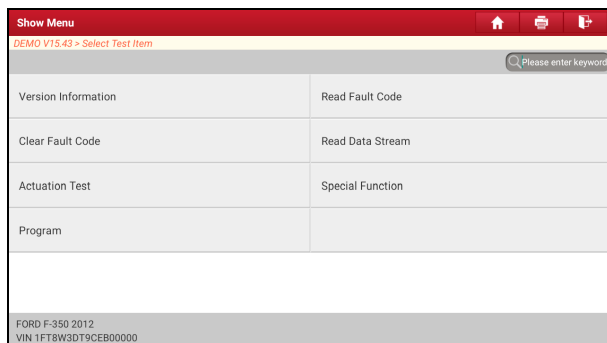 Show Menu
DEMO V15.43 > Select Test Item
Please enter keyword
Version Information
Read Fault Code
Clear Fault Code
Read Data Stream
Actuation Test
Special Function
Program
FORD F-350 2012
VIN 1FT8W3DT9CEB00000